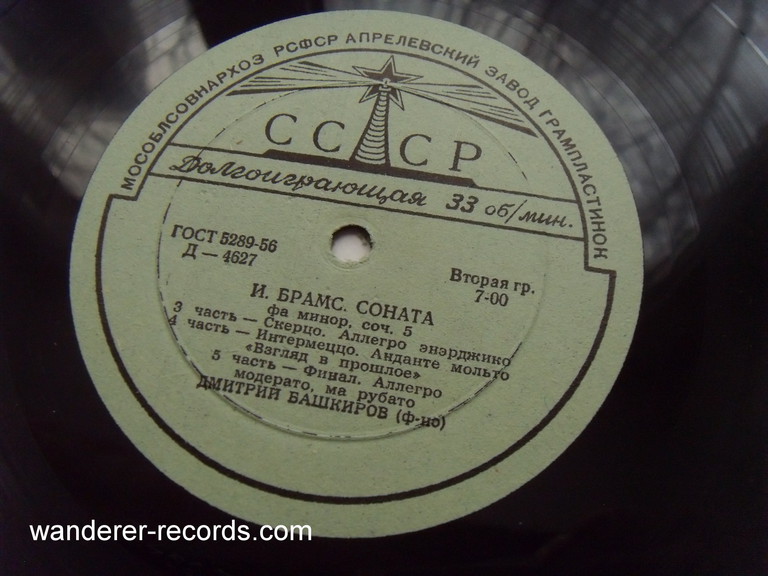 МОСОБЛСОВНАРХОЗ РСФСР АПРЕЛЕВСКИЙ ЗАВОД ГРАМПЛАСТИНОК
СССР
Долгоиграющая 33 об/мин.
ГОСТ 5289-56
Д — 4627
Вторая гр.
7-00
И. БРАМС. СОНАТА
фа минор, соч. 5
3 часть — Скерцо. Аллегро энэрджико
4 часть — Интермеццо. Анданте мольто
«Взгляд в прошлое»
5 часть — Финал. Аллегро
модерато, ма рубато
ДМИТРИЙ БАШКИРОВ (ф-но)
wanderer-records.com